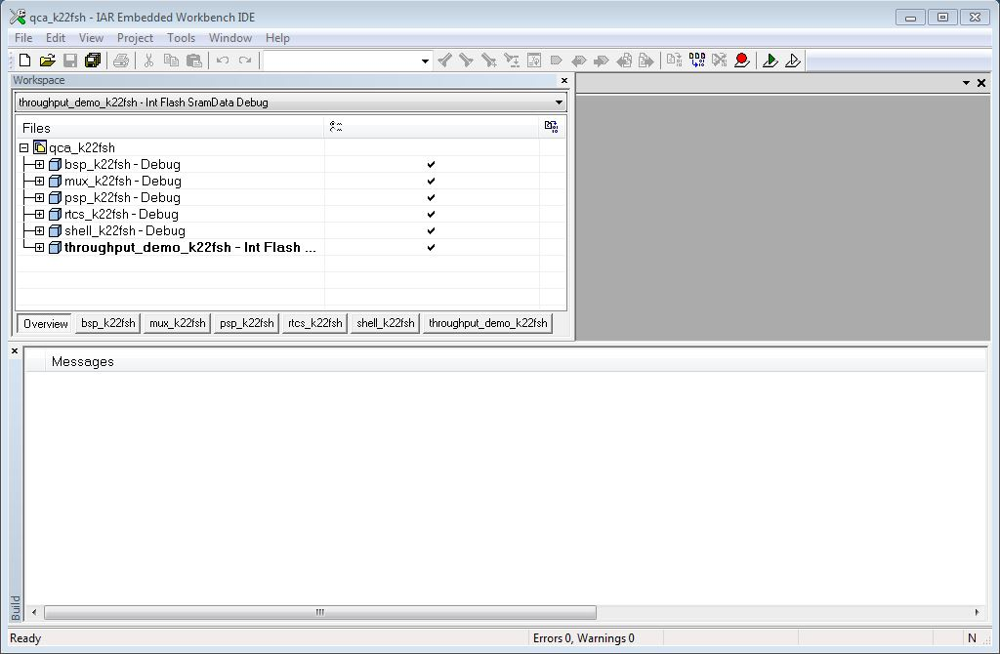 qca_k22fsh - IAR Embedded Workbench IDE
File Edit View Project Tools Window Help
Workspace
throughput_demo_k22fsh - Int Flash SramData Debug
Files
qca_k22fsh
bsp_k22fsh - Debug
mux_k22fsh - Debug
psp_k22fsh - Debug
rtcs_k22fsh - Debug
shell_k22fsh - Debug
throughput_demo_k22fsh - Int Flash ...
Overview bsp_k22fsh mux_k22fsh psp_k22fsh rtcs_k22fsh shell_k22fsh throughput_demo_k22fsh
Messages
Build
Ready Errors 0, Warnings 0 N